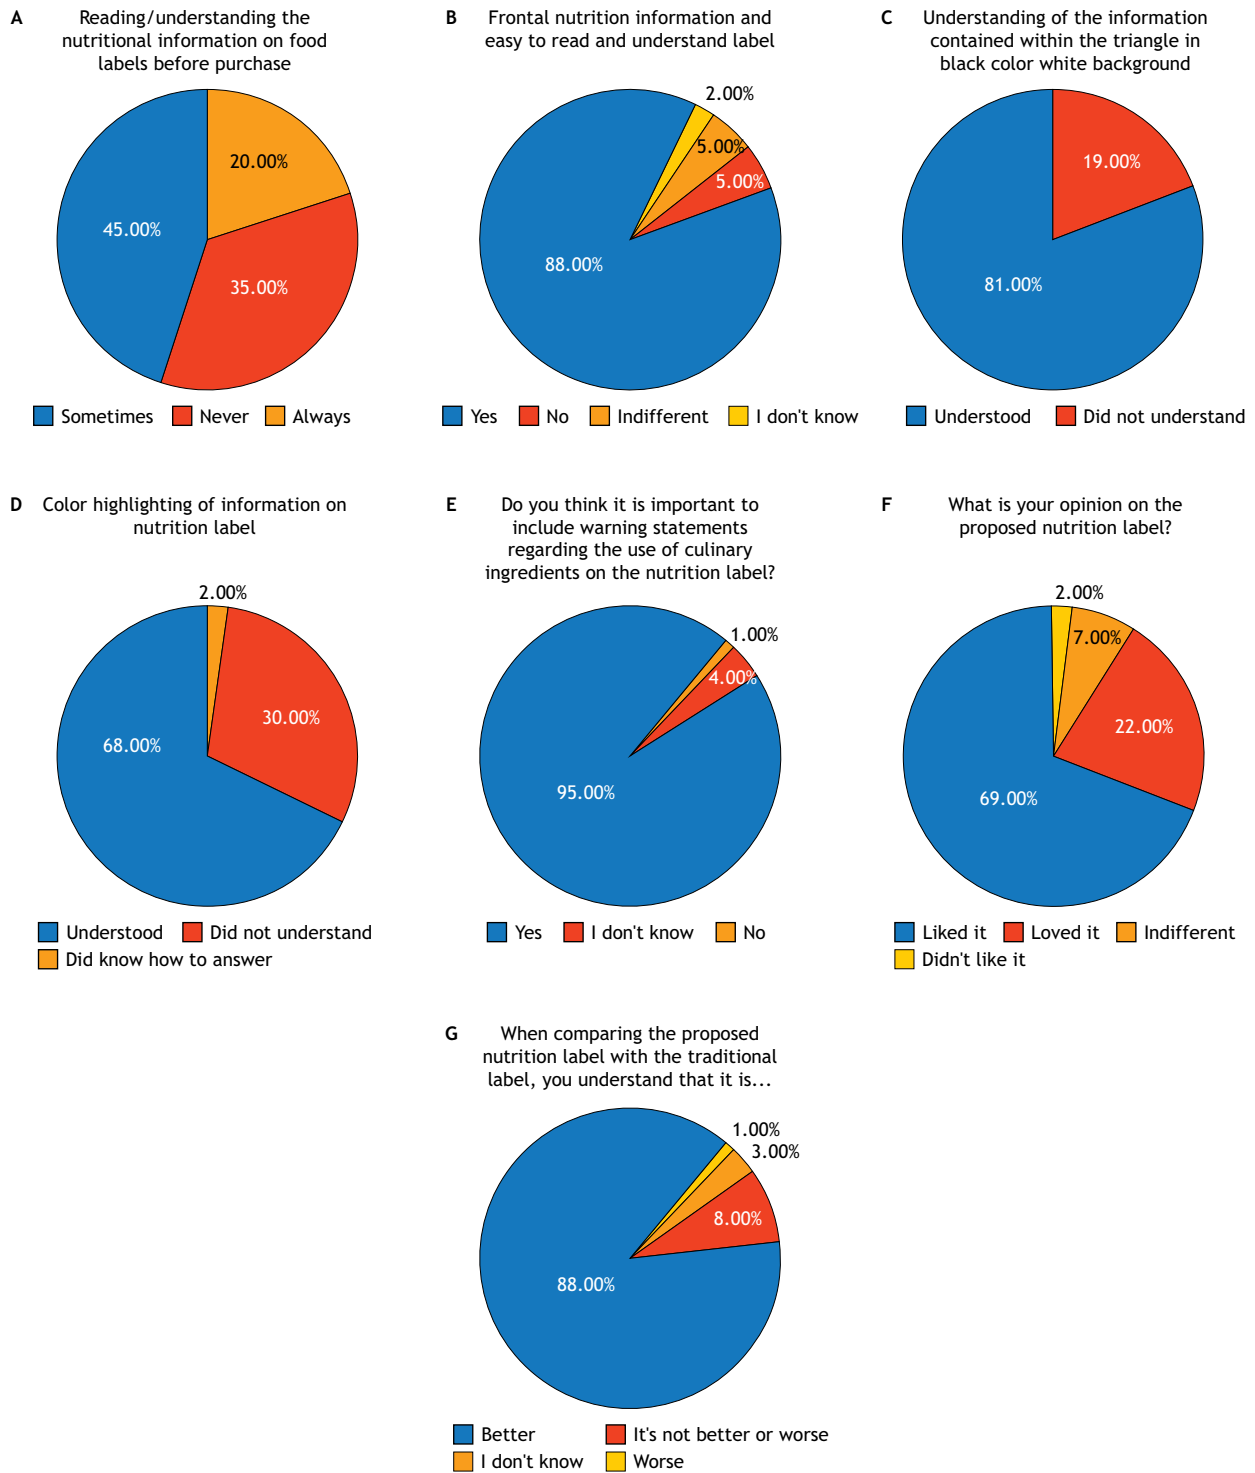 A
Reading/understanding the
nutritional information on food
labels before purchase
20.00%
45.00%
35.00%
Sometimes Never Always
B
Frontal nutrition information and
easy to read and understand label
2.00%
5.00%
5.00%
88.00%
Yes No Indifferent I don't know
C
Understanding of the information
contained within the triangle in
black color white background
19.00%
81.00%
Understood Did not understand
D
Color highlighting of information on
nutrition label
2.00%
30.00%
68.00%
Understood Did not understand
Did know how to answer
E
Do you think it is important to
include warning statements
regarding the use of culinary
ingredients on the nutrition label?
1.00%
4.00%
95.00%
Yes I don't know No
F
What is your opinion on the
proposed nutrition label?
2.00%
7.00%
22.00%
69.00%
Liked it Loved it Indifferent
Didn't like it
G
When comparing the proposed
nutrition label with the traditional
label, you understand that it is...
1.00%
3.00%
8.00%
88.00%
Better It's not better or worse
I don't know Worse